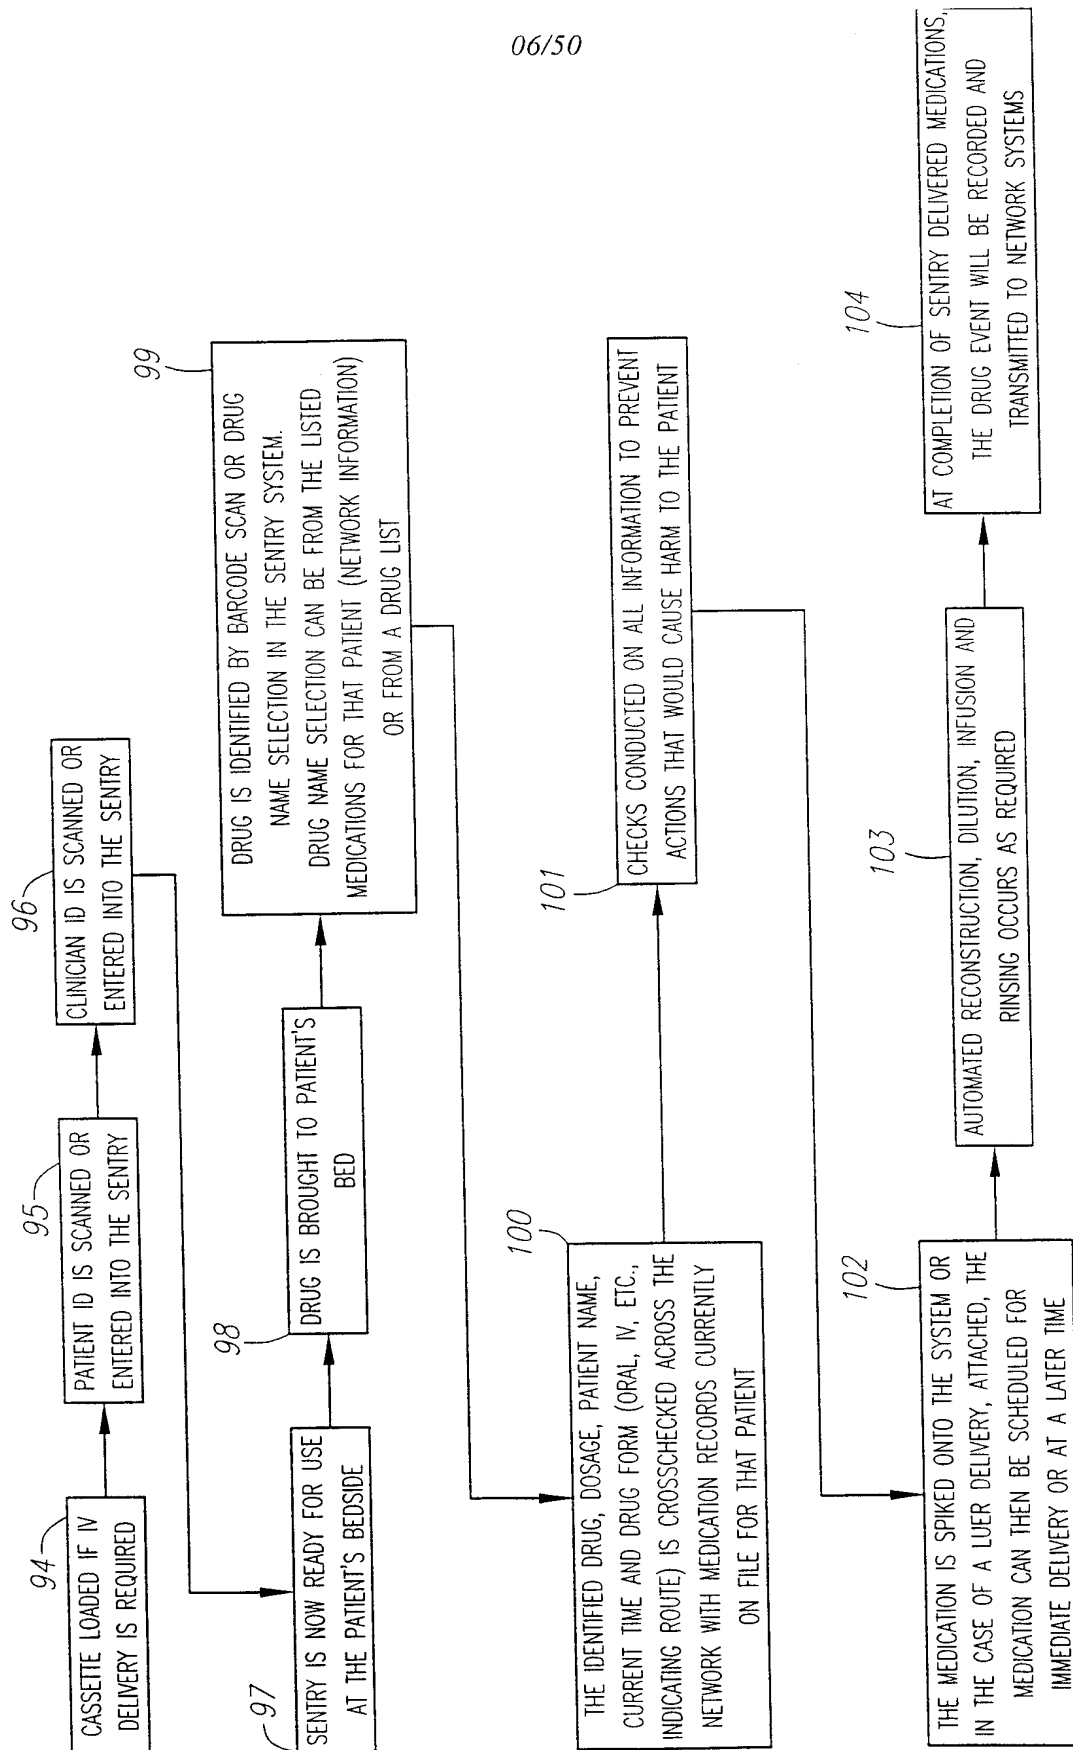 06/50
94
CASSETTE LOADED IF IV
DELIVERY IS REQUIRED
95
PATIENT ID IS SCANNED OR
ENTERED INTO THE SENTRY
96
CLINICIAN ID IS SCANNED OR
ENTERED INTO THE SENTRY
97
SENTRY IS NOW READY FOR USE
AT THE PATIENT'S BEDSIDE
98
DRUG IS BROUGHT TO PATIENT'S
BED
99
DRUG IS IDENTIFIED BY BARCODE SCAN OR DRUG
NAME SELECTION IN THE SENTRY SYSTEM.
DRUG NAME SELECTION CAN BE FROM THE LISTED
MEDICATIONS FOR THAT PATIENT (NETWORK INFORMATION)
OR FROM A DRUG LIST
100
THE IDENTIFIED DRUG, DOSAGE, PATIENT NAME,
CURRENT TIME AND DRUG FORM (ORAL, IV, ETC.,
INDICATING ROUTE) IS CROSSCHECKED ACROSS THE
NETWORK WITH MEDICATION RECORDS CURRENTLY
ON FILE FOR THAT PATIENT
101
CHECKS CONDUCTED ON ALL INFORMATION TO PREVENT
ACTIONS THAT WOULD CAUSE HARM TO THE PATIENT
102
THE MEDICATION IS SPIKED ONTO THE SYSTEM OR
IN THE CASE OF A LUER DELIVERY, ATTACHED, THE
MEDICATION CAN THEN BE SCHEDULED FOR
IMMEDIATE DELIVERY OR AT A LATER TIME
103
AUTOMATED RECONSTRUCTION, DILUTION, INFUSION AND
RINSING OCCURS AS REQUIRED
104
AT COMPLETION OF SENTRY DELIVERED MEDICATIONS,
THE DRUG EVENT WILL BE RECORDED AND
TRANSMITTED TO NETWORK SYSTEMS